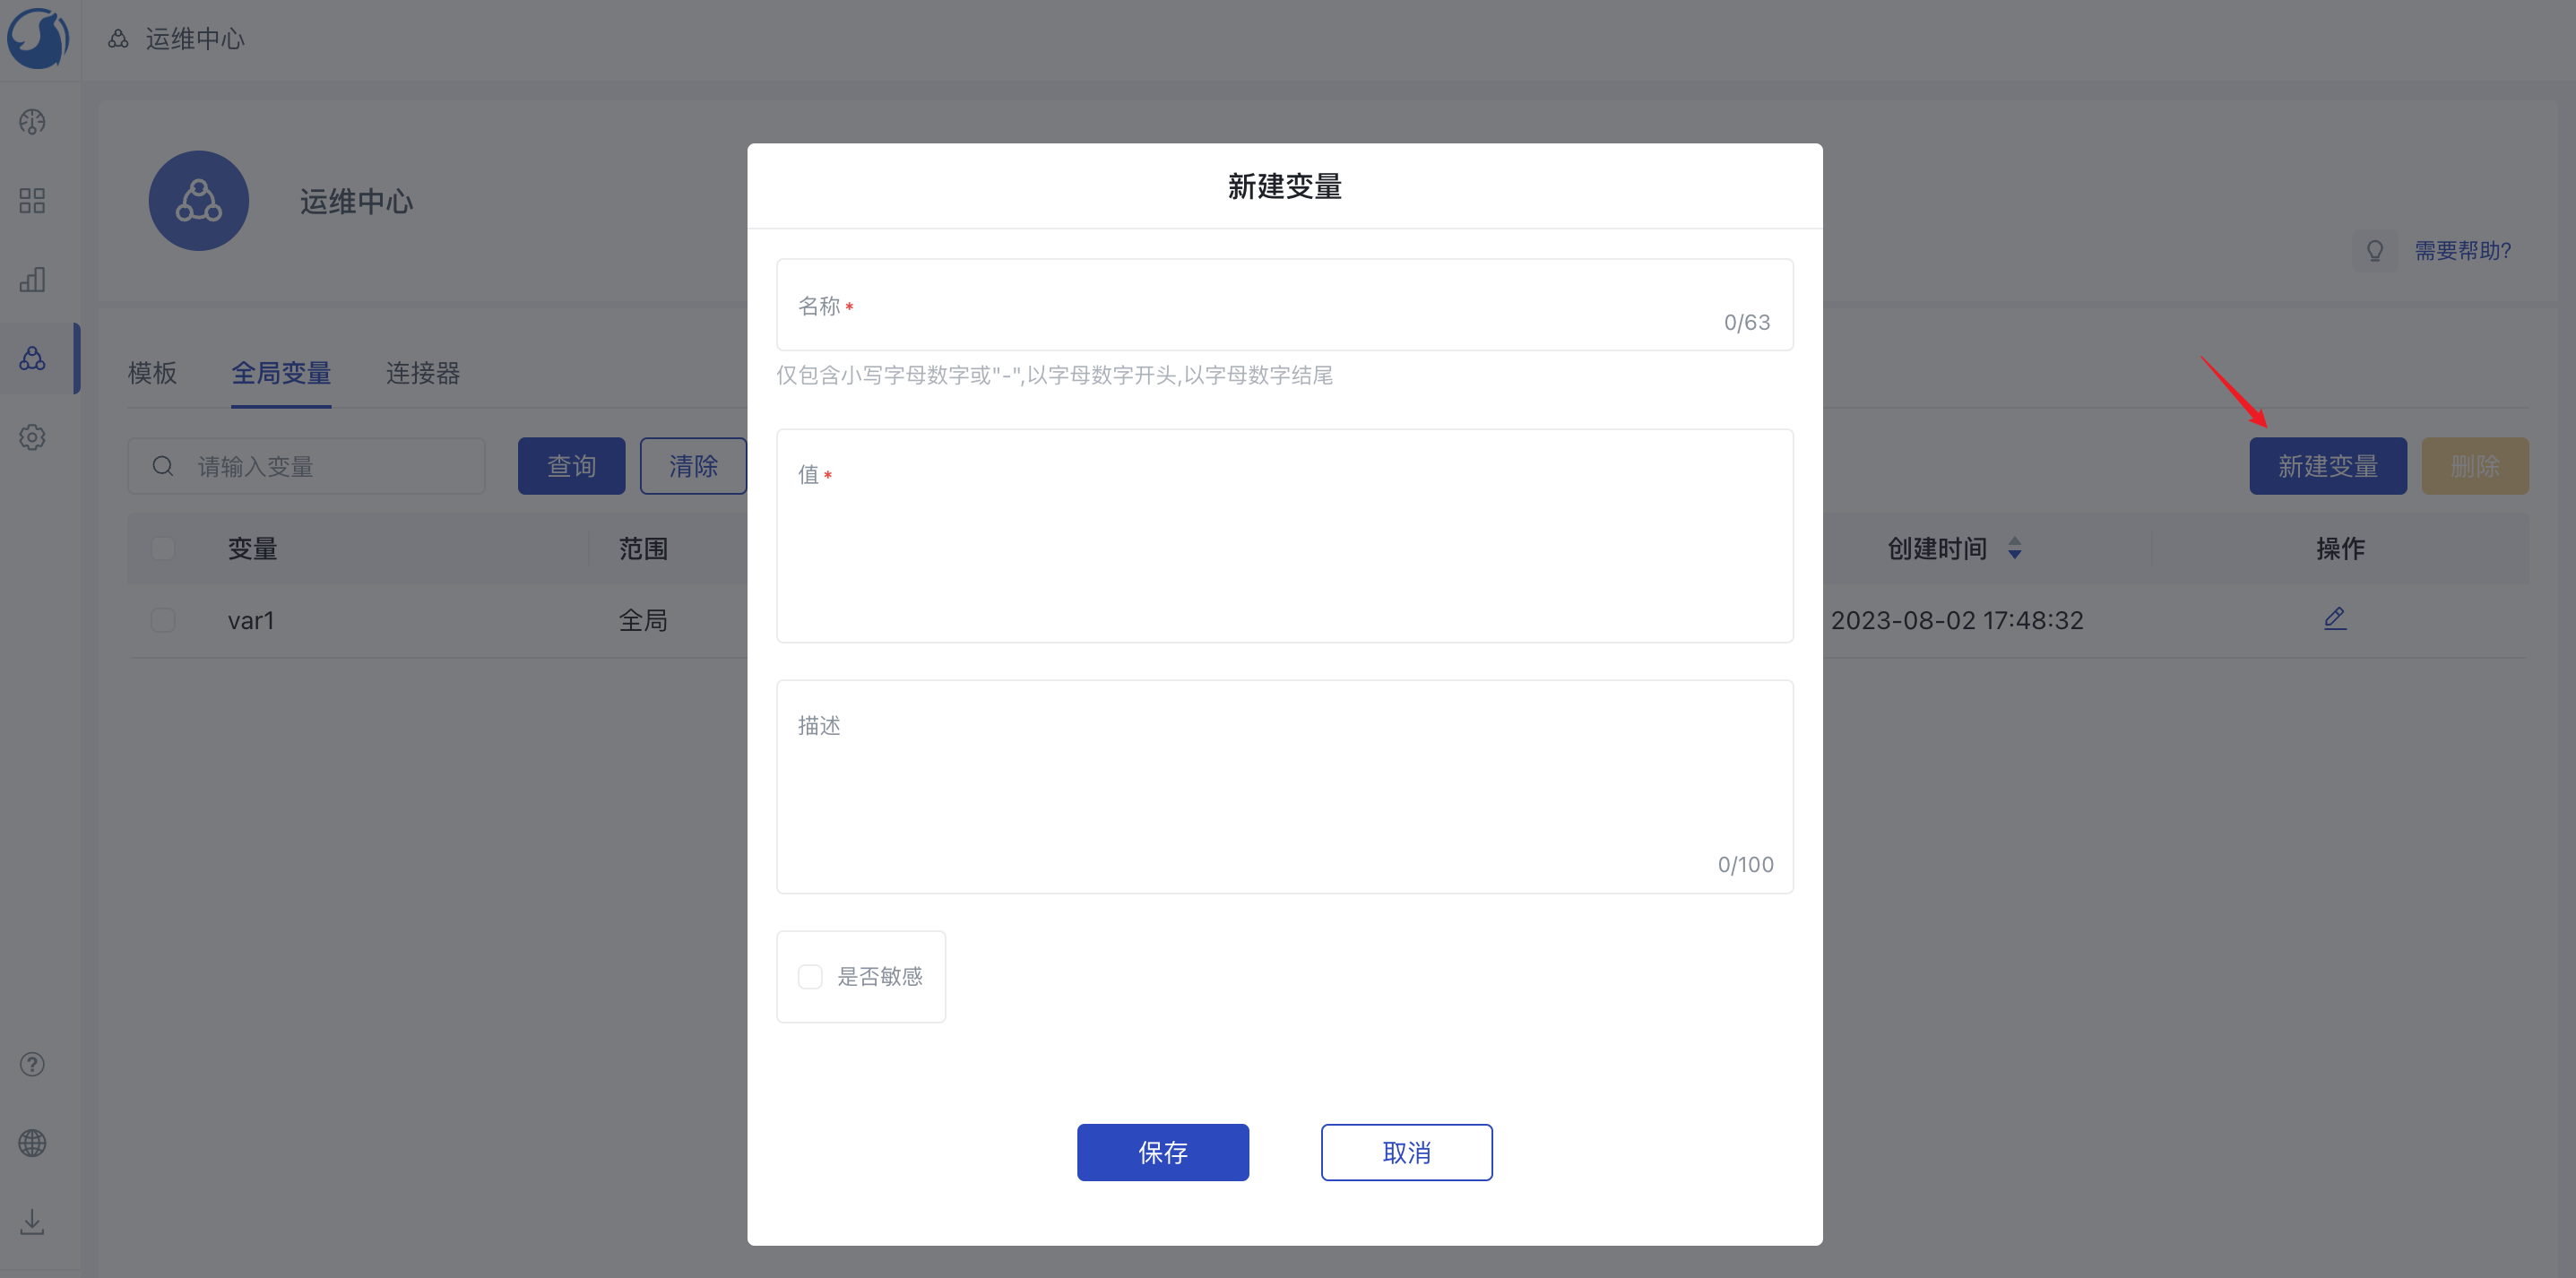 运维中心
运维中心
需要帮助?
模板 全局变量 连接器
请输入变量 查询 清除 新建变量 删除
变量 范围 创建时间 操作
var1 全局 2023-08-02 17:48:32
新建变量
名称 *
0/63
仅包含小写字母数字或"-",以字母数字开头,以字母数字结尾
值 *
描述
0/100
是否敏感
保存 取消